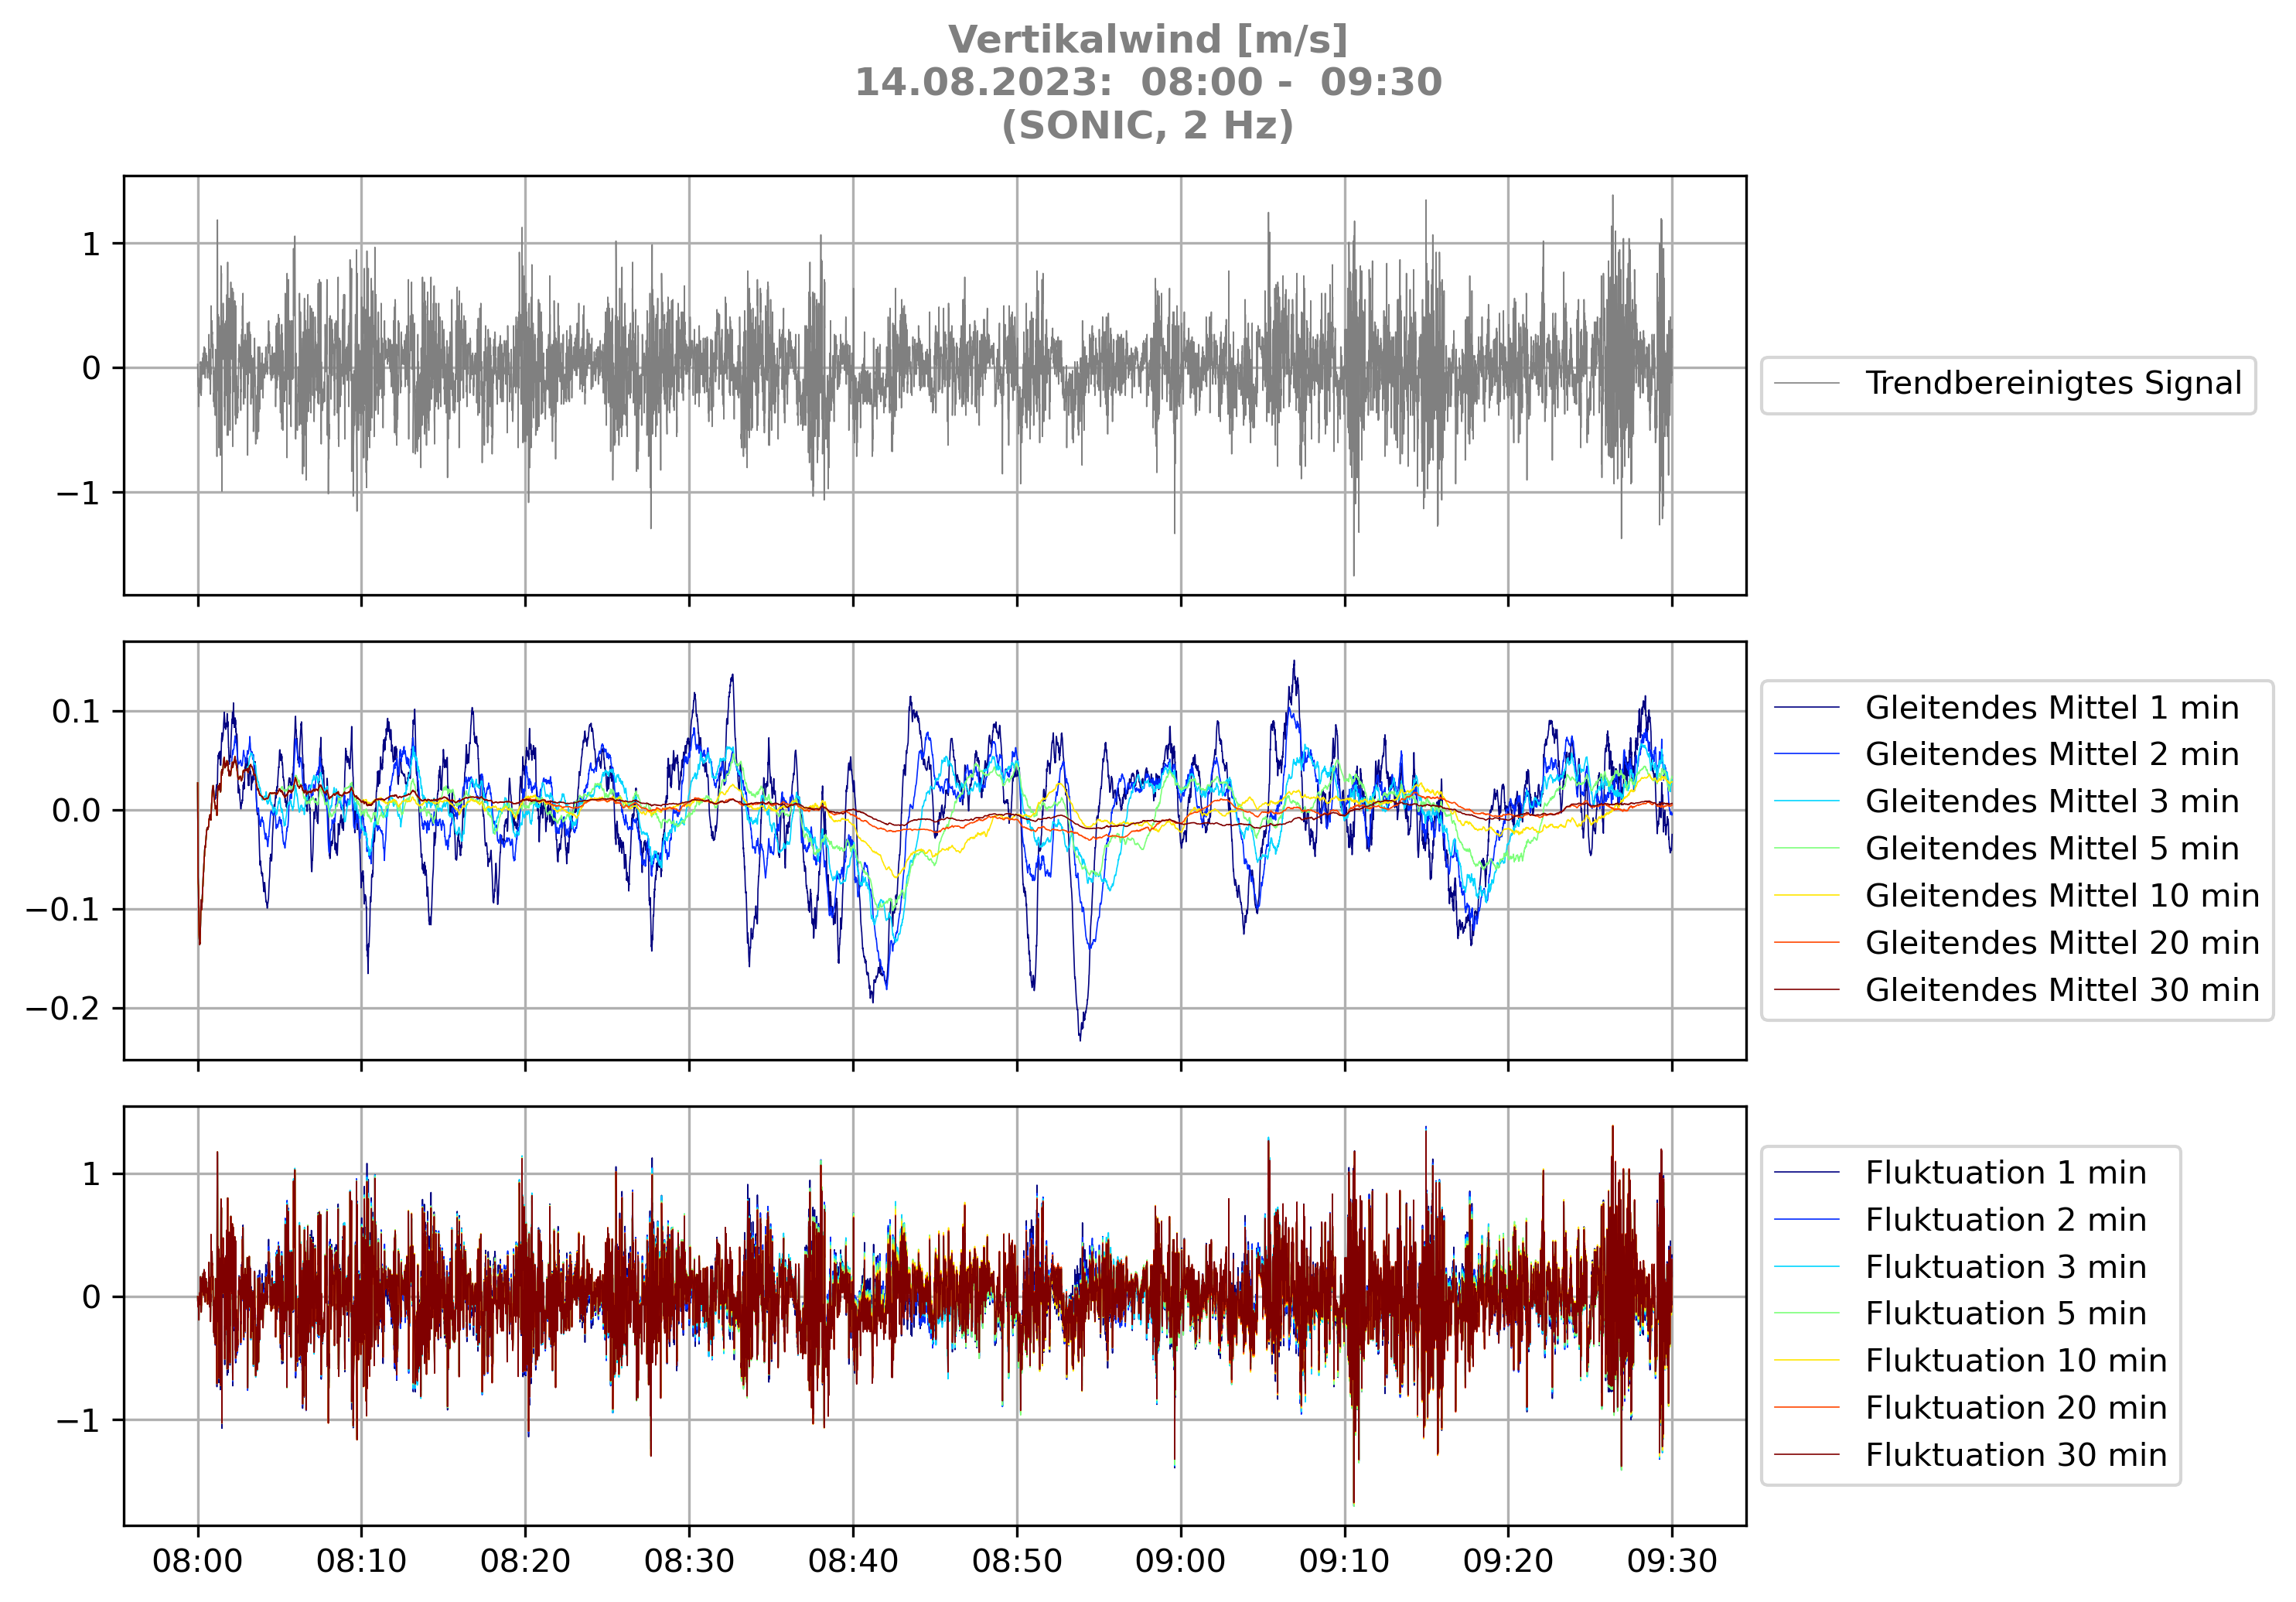 Vertikalwind [m/s]
14.08.2023:  08:00 -  09:30
(SONIC, 2 Hz)
1
0
−1
Trendbereinigtes Signal
0.1
0.0
−0.1
−0.2
Gleitendes Mittel 1 min
Gleitendes Mittel 2 min
Gleitendes Mittel 3 min
Gleitendes Mittel 5 min
Gleitendes Mittel 10 min
Gleitendes Mittel 20 min
Gleitendes Mittel 30 min
1
0
−1
Fluktuation 1 min
Fluktuation 2 min
Fluktuation 3 min
Fluktuation 5 min
Fluktuation 10 min
Fluktuation 20 min
Fluktuation 30 min
08:00 08:10 08:20 08:30 08:40 08:50 09:00 09:10 09:20 09:30